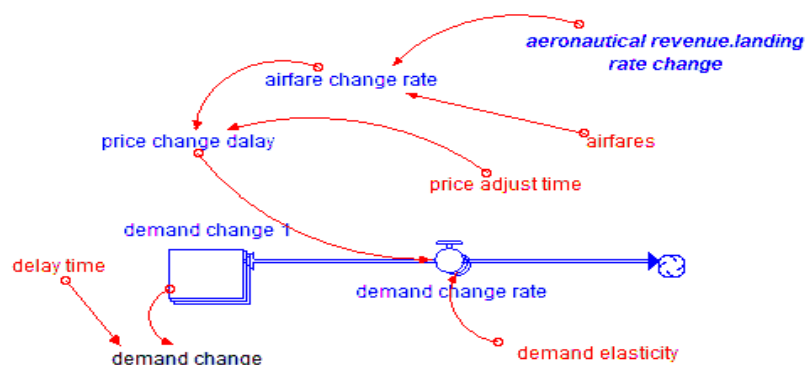 aeronautical revenue.landing
rate change
airfare change rate
price change dalay
airfares
price adjust time
demand change 1
delay time
demand change rate
demand change
demand elasticity